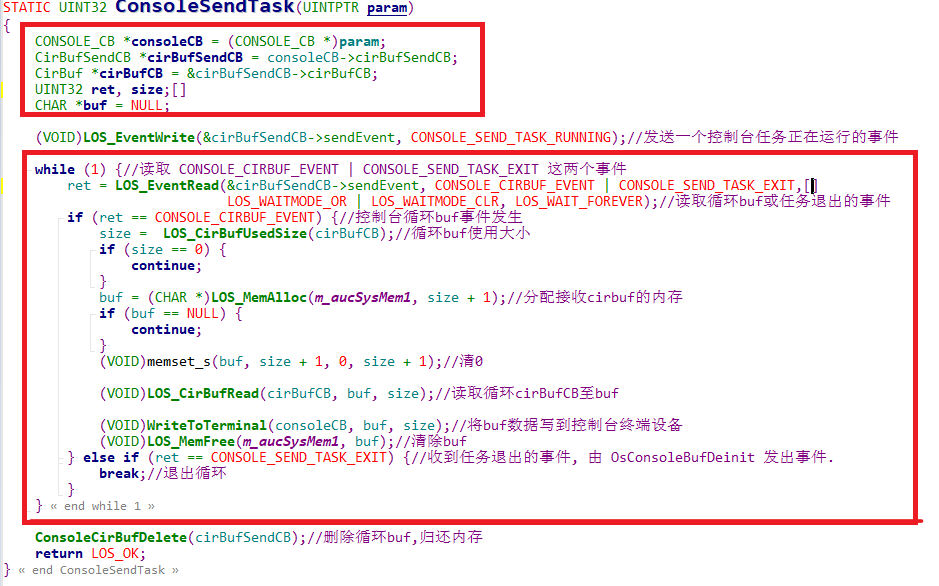 STATIC UINT32 ConsoleSendTask(UINTPTR param)
{
CONSOLE_CB *consoleCB = (CONSOLE_CB *)param;
CirBufSendCB *cirBufSendCB = consoleCB->cirBufSendCB;
CirBuf *cirBufCB = &cirBufSendCB->cirBufCB;
UINT32 ret, size;[]
CHAR *buf = NULL;
(VOID)LOS_EventWrite(&cirBufSendCB->sendEvent, CONSOLE_SEND_TASK_RUNNING);//发送一个控制台任务正在运行的事件
while (1) {//读取 CONSOLE_CIRBUF_EVENT | CONSOLE_SEND_TASK_EXIT 这两个事件
ret = LOS_EventRead(&cirBufSendCB->sendEvent, CONSOLE_CIRBUF_EVENT | CONSOLE_SEND_TASK_EXIT,[]
LOS_WAITMODE_OR | LOS_WAITMODE_CLR, LOS_WAIT_FOREVER);//读取循环buf或任务退出的事件
if (ret == CONSOLE_CIRBUF_EVENT) {//控制台循环buf事件发生
size =  LOS_CirBufUsedSize(cirBufCB);//循环buf使用大小
if (size == 0) {
continue;
}
buf = (CHAR *)LOS_MemAlloc(m_aucSysMem1, size + 1);//分配接收cirbuf的内存
if (buf == NULL) {
continue;
}
(VOID)memset_s(buf, size + 1, 0, size + 1);//清0
(VOID)LOS_CirBufRead(cirBufCB, buf, size);//读取循环cirBufCB至buf
(VOID)WriteToTerminal(consoleCB, buf, size);//将buf数据写到控制台终端设备
(VOID)LOS_MemFree(m_aucSysMem1, buf);//清除buf
} else if (ret == CONSOLE_SEND_TASK_EXIT) {//收到任务退出的事件, 由 OsConsoleBufDeinit 发出事件.
break;//退出循环
}
} « end while 1 »
ConsoleCirBufDelete(cirBufSendCB);//删除循环buf,归还内存
return LOS_OK;
} « end ConsoleSendTask »